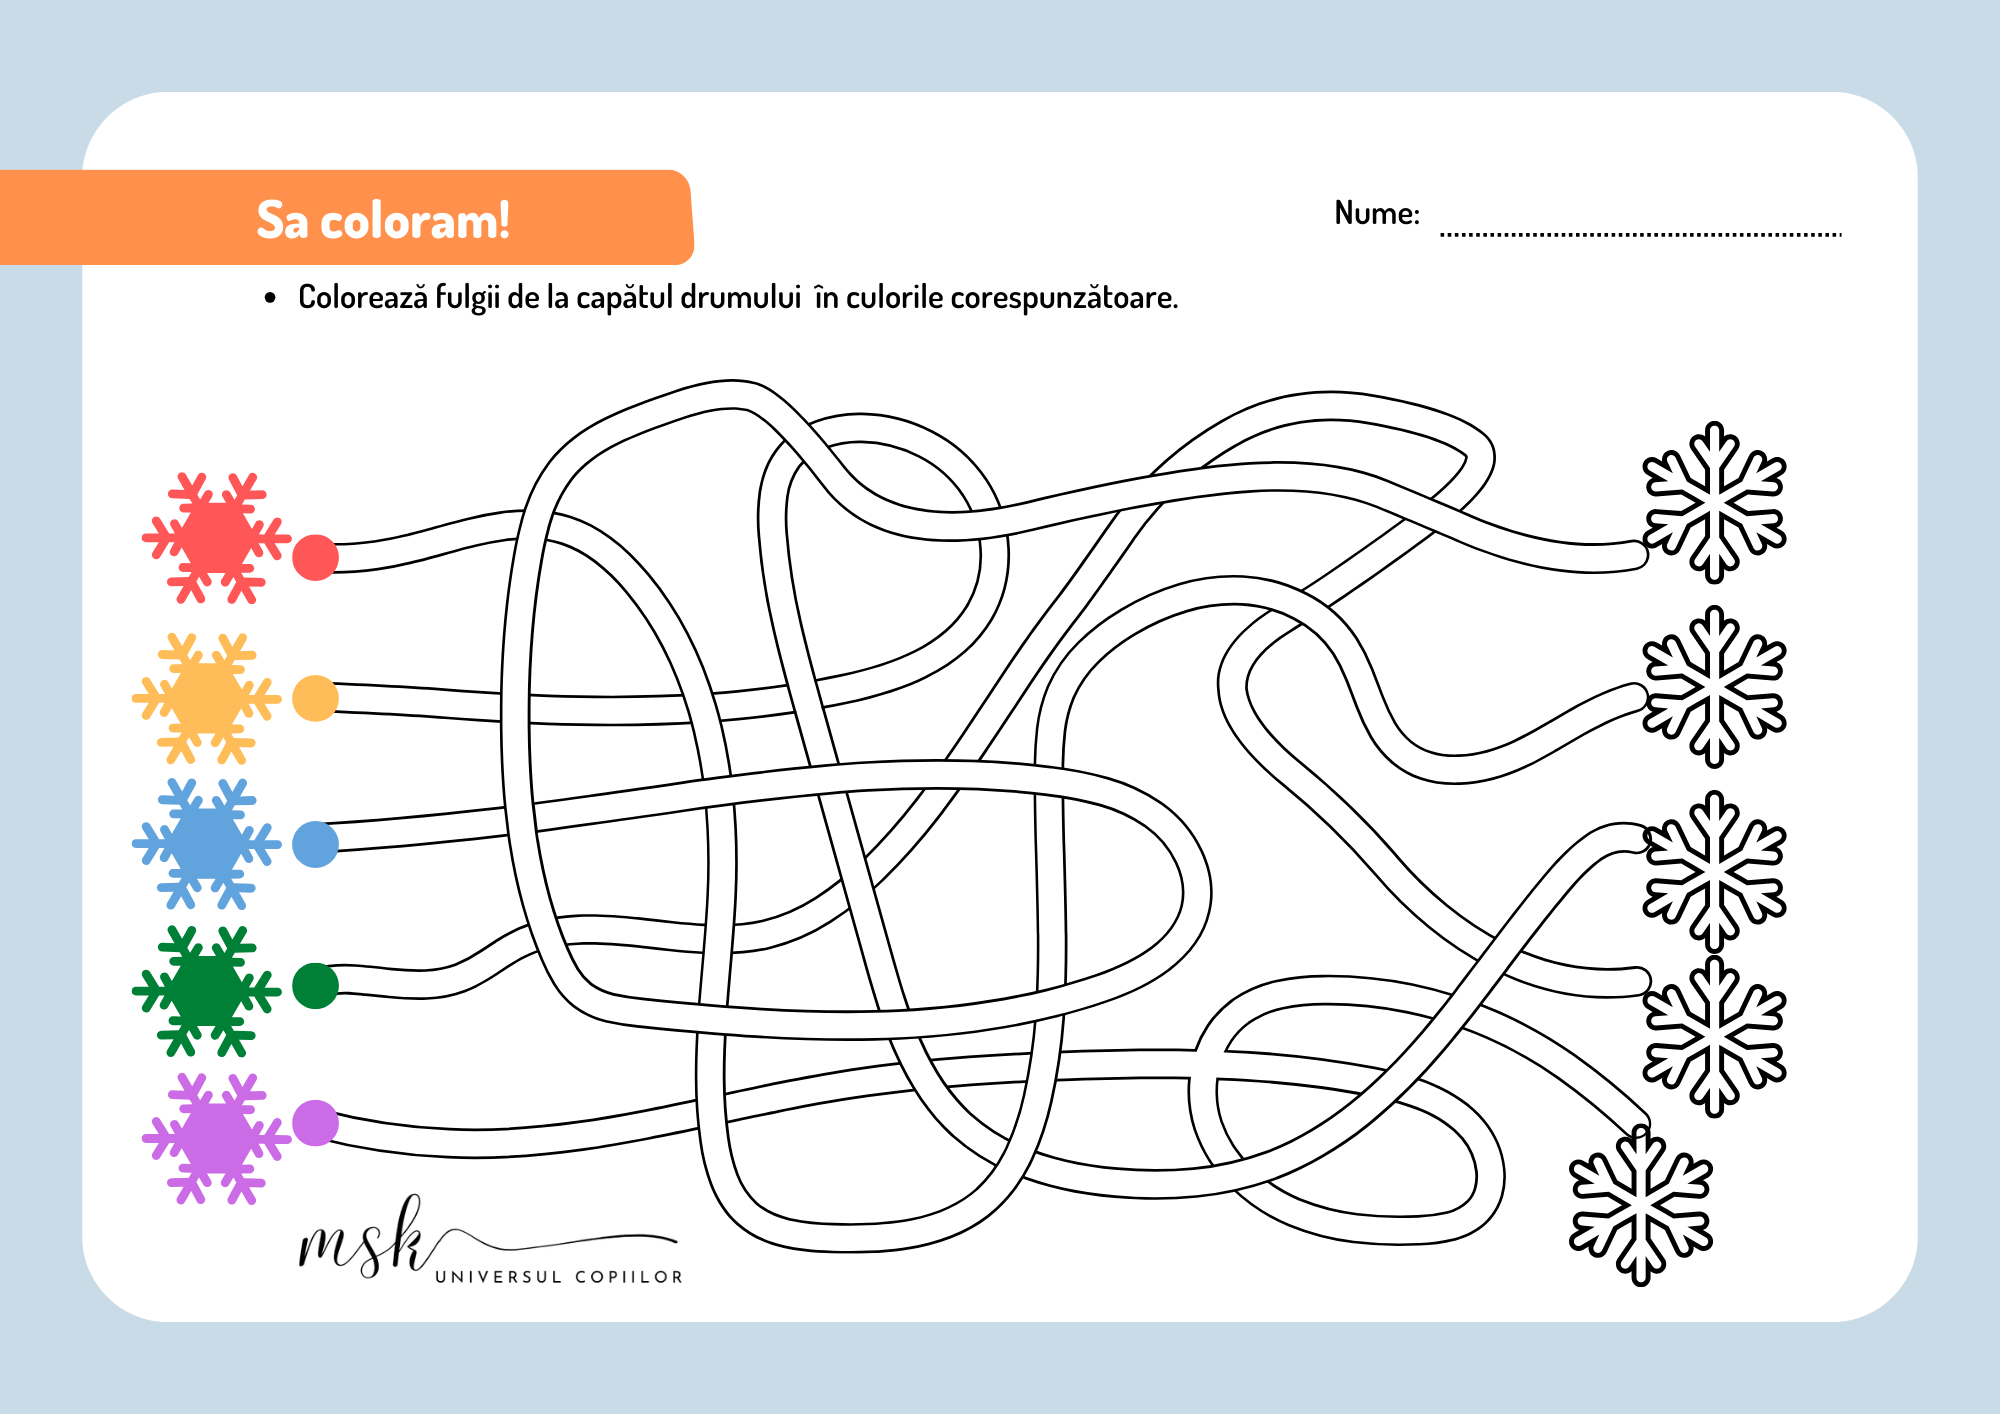 Sa coloram!
Nume: ........................................................
• Colorează fulgii de la capătul drumului în culorile corespunzătoare.
msk
UNIVERSUL COPIILOR